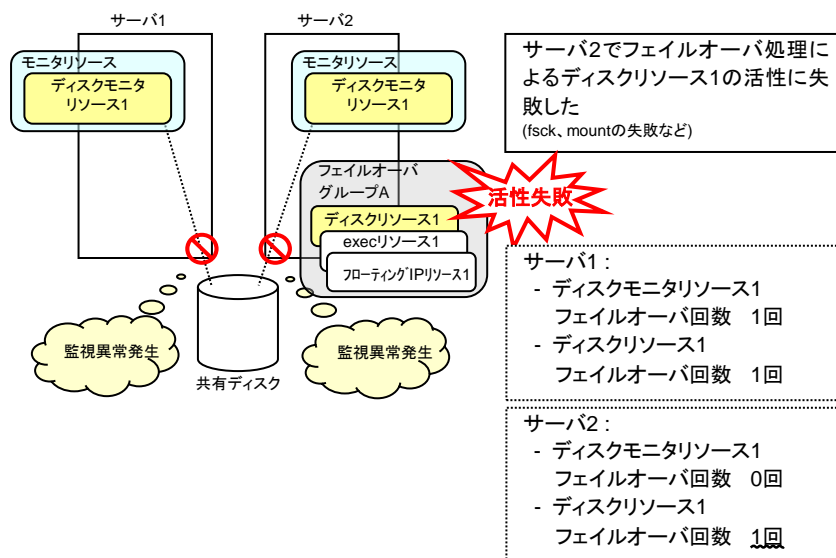 サーバ1
サーバ2
モニタリソース
ディスクモニタ
リソース1
モニタリソース
ディスクモニタ
リソース1
サーバ2でフェイルオーバ処理に
よるディスクリソース1の活性に失
敗した
(fsck、mountの失敗など)
フェイルオーバ
グループA
活性失敗
ディスクリソース1
execリソース1
フローティングIPリソース1
監視異常発生
監視異常発生
共有ディスク
サーバ1 :
- ディスクモニタリソース1
フェイルオーバ回数 1回
- ディスクリソース1
フェイルオーバ回数 1回
サーバ2 :
- ディスクモニタリソース1
フェイルオーバ回数 0回
- ディスクリソース1
フェイルオーバ回数 1回